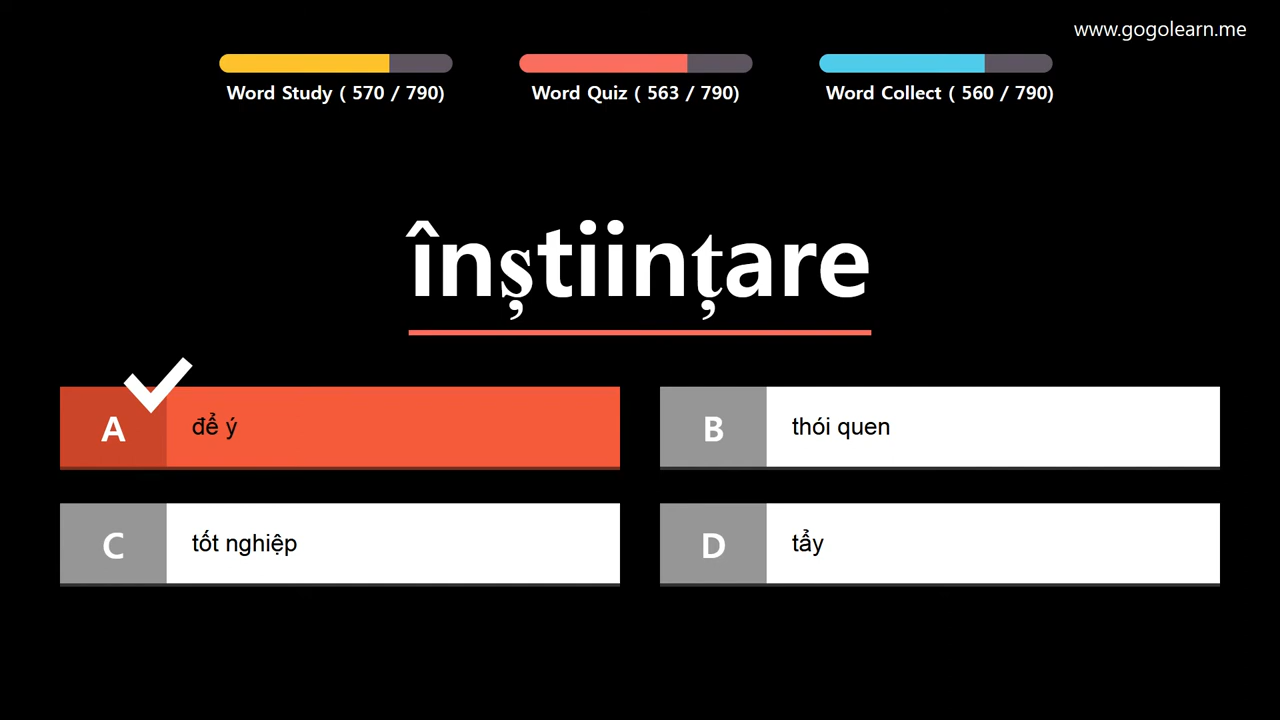 www.gogolearn.me
Word Study ( 570 / 790)
Word Quiz ( 563 / 790)
Word Collect ( 560 / 790)
înștiințare
A để ý
B thói quen
C tốt nghiệp
D tẩy